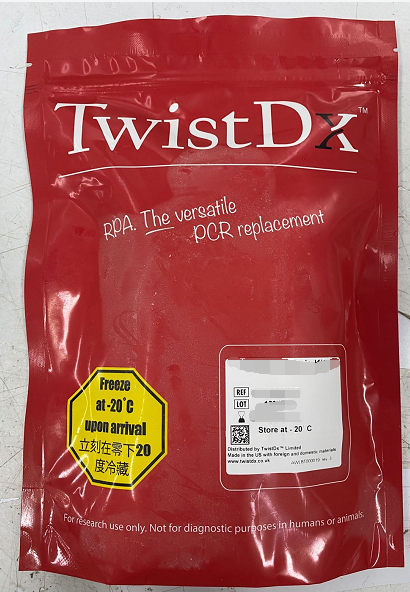 TwistDx™
RPA. The versatile
PCR replacement
Freeze
at -20°C
upon arrival
立刻在零下20
度冷藏
REF
LOT
Store at - 20°C
Distributed by TwistDx™ Limited
Made in the US with foreign and domestic materials
www.twistdx.co.uk
For research use only. Not for diagnostic purposes in humans or animals.